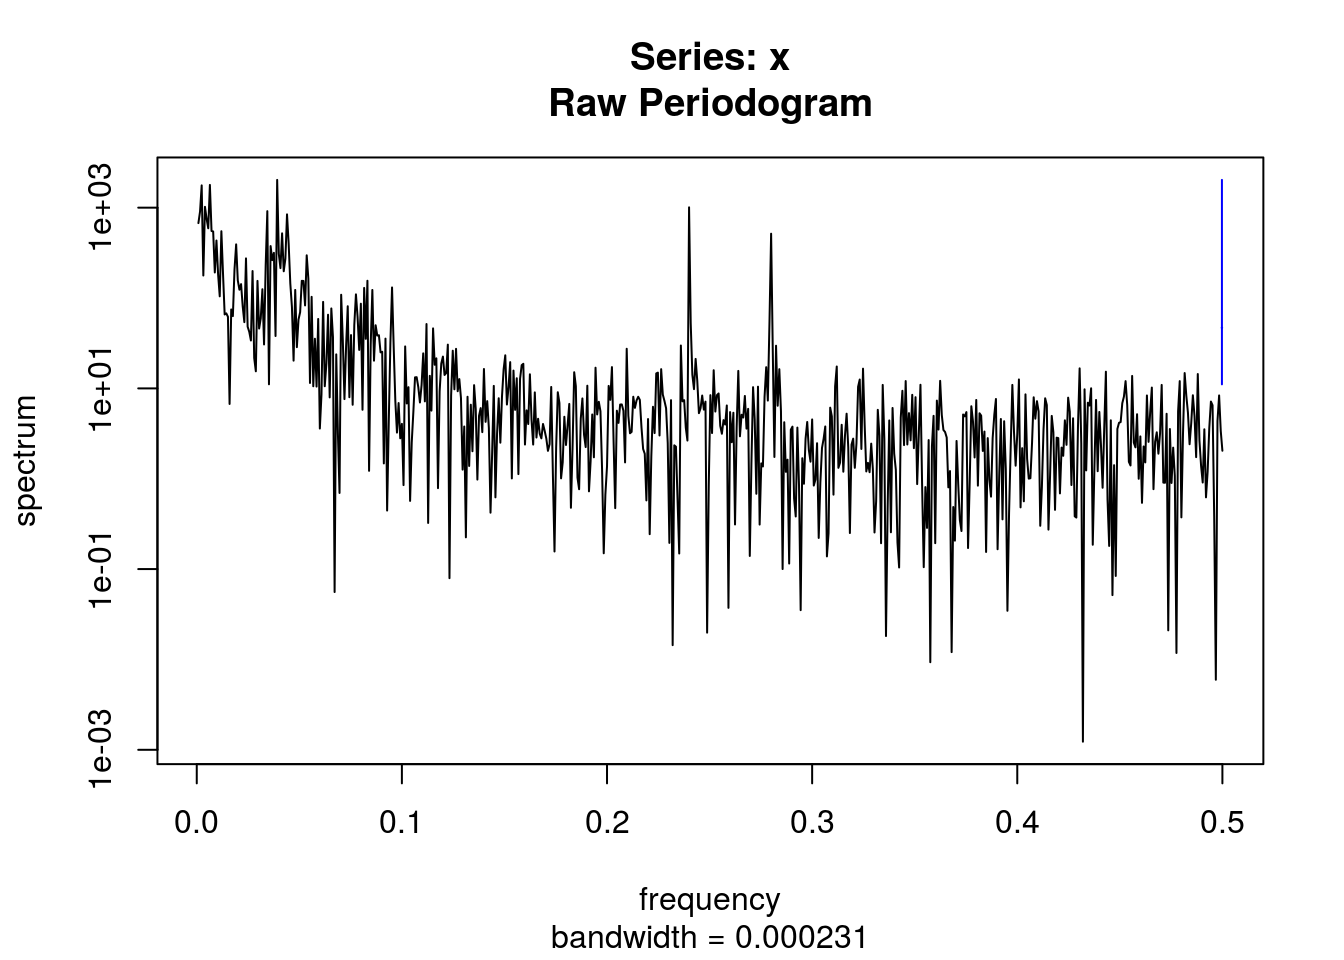 Series: x
Raw Periodogram
spectrum
1e+03
1e+01
1e-01
1e-03
0.0 0.1 0.2 0.3 0.4 0.5
frequency
bandwidth = 0.000231